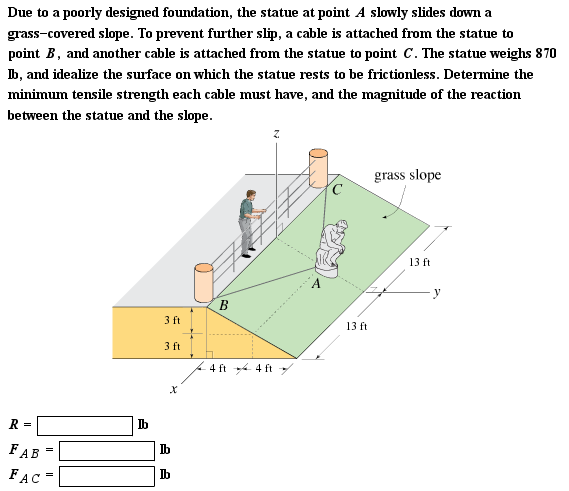 Due to a poorly designed foundation, the statue at point A slowly slides down a
grass-covered slope. To prevent further slip, a cable is attached from the statue to
point B, and another cable is attached from the statue to point C. The statue weighs 870
lb, and idealize the surface on which the statue rests to be frictionless. Determine the
minimum tensile strength each cable must have, and the magnitude of the reaction
between the statue and the slope.
z
grass slope
C
13 ft
A
y
B
3 ft
13 ft
3 ft
4 ft
4 ft
x
R = lb
FAB = lb
FAC = lb